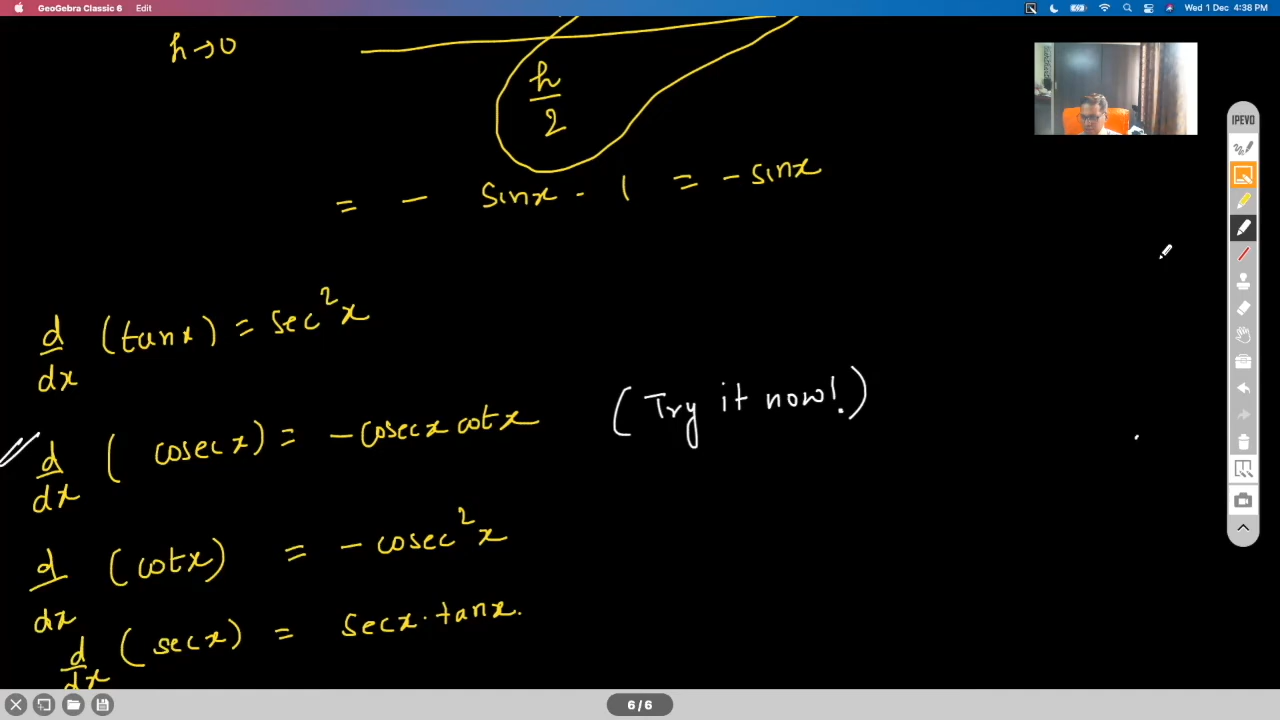 GeoGebra Classic 6 Edit Wed 1 Dec 4:38 PM
h→0
h/2
IPEVO
= - sinx · 1 = - sinx
d/dx (tanx) = sec²x
(Try it now!)
d/dx (cosecx) = -cosecx cotx
d/dx (cotx) = -cosec²x
d/dx (secx) = secx·tanx.
6/6